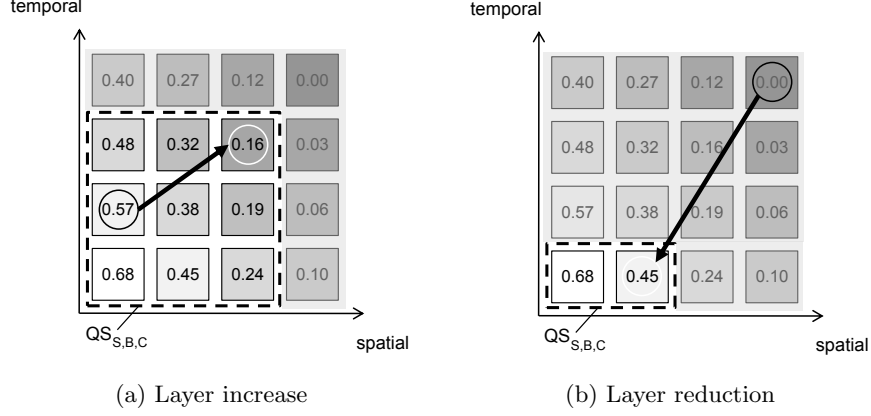 temporal
0.40 0.27 0.12 0.00
0.48 0.32 0.16 0.03
0.57 0.38 0.19 0.06
0.68 0.45 0.24 0.10
QS_S,B,C
spatial
(a) Layer increase
temporal
0.40 0.27 0.12 0.00
0.48 0.32 0.16 0.03
0.57 0.38 0.19 0.06
0.68 0.45 0.24 0.10
QS_S,B,C
spatial
(b) Layer reduction